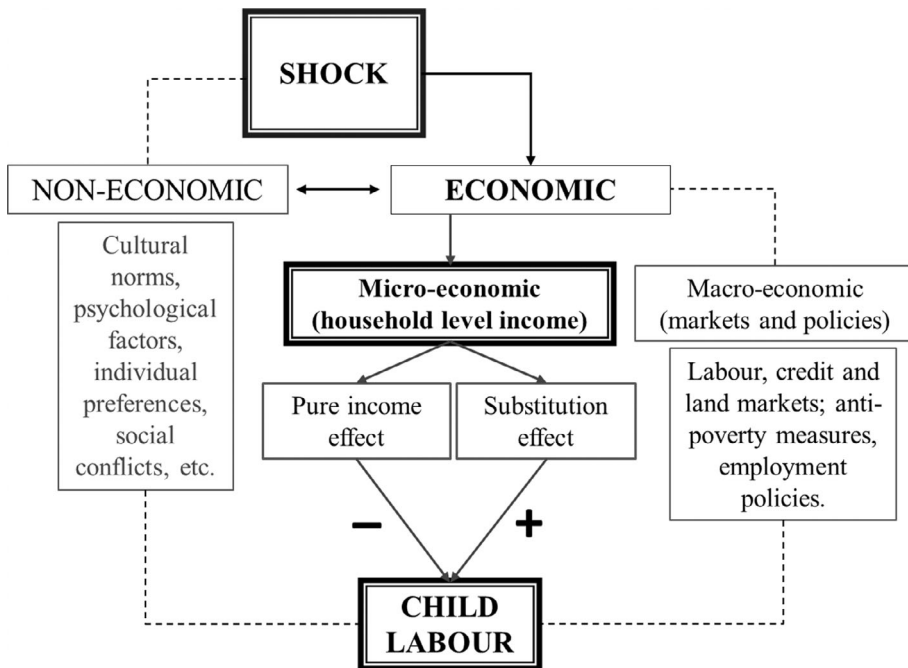 SHOCK
NON-ECONOMIC
ECONOMIC
Cultural
norms,
psychological
factors,
individual
preferences,
social
conflicts, etc.
Micro-economic
(household level income)
Macro-economic
(markets and policies)
Pure income
effect
Substitution
effect
Labour, credit and
land markets; anti-
poverty measures,
employment
policies.
−
+
CHILD
LABOUR